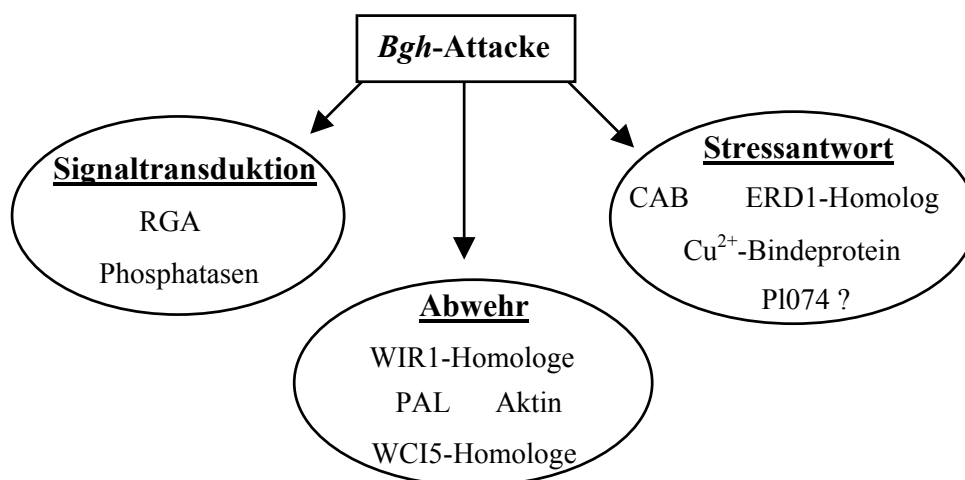 Bgh-Attacke
Signaltransduktion
RGA
Phosphatasen
Abwehr
WIR1-Homologe
PAL Aktin
WCI5-Homologe
Stressantwort
CAB ERD1-Homolog
Cu²⁺-Bindeprotein
Pl074 ?